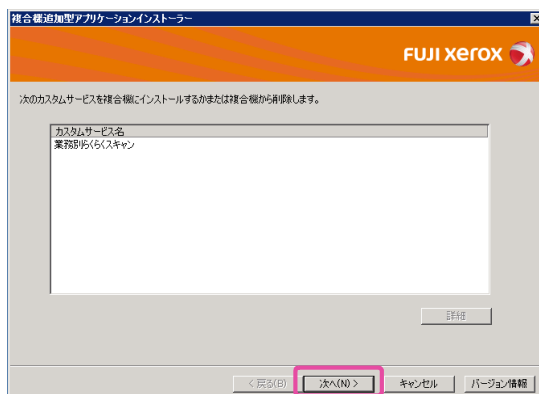 複合機追加型アプリケーションインストーラー
FUJI xerox
次のカスタムサービスを複合機にインストールするかまたは複合機から削除します。
カスタムサービス名
業務別らくらくスキャン
詳細
< 戻る(B) 次へ(N) > キャンセル バージョン情報